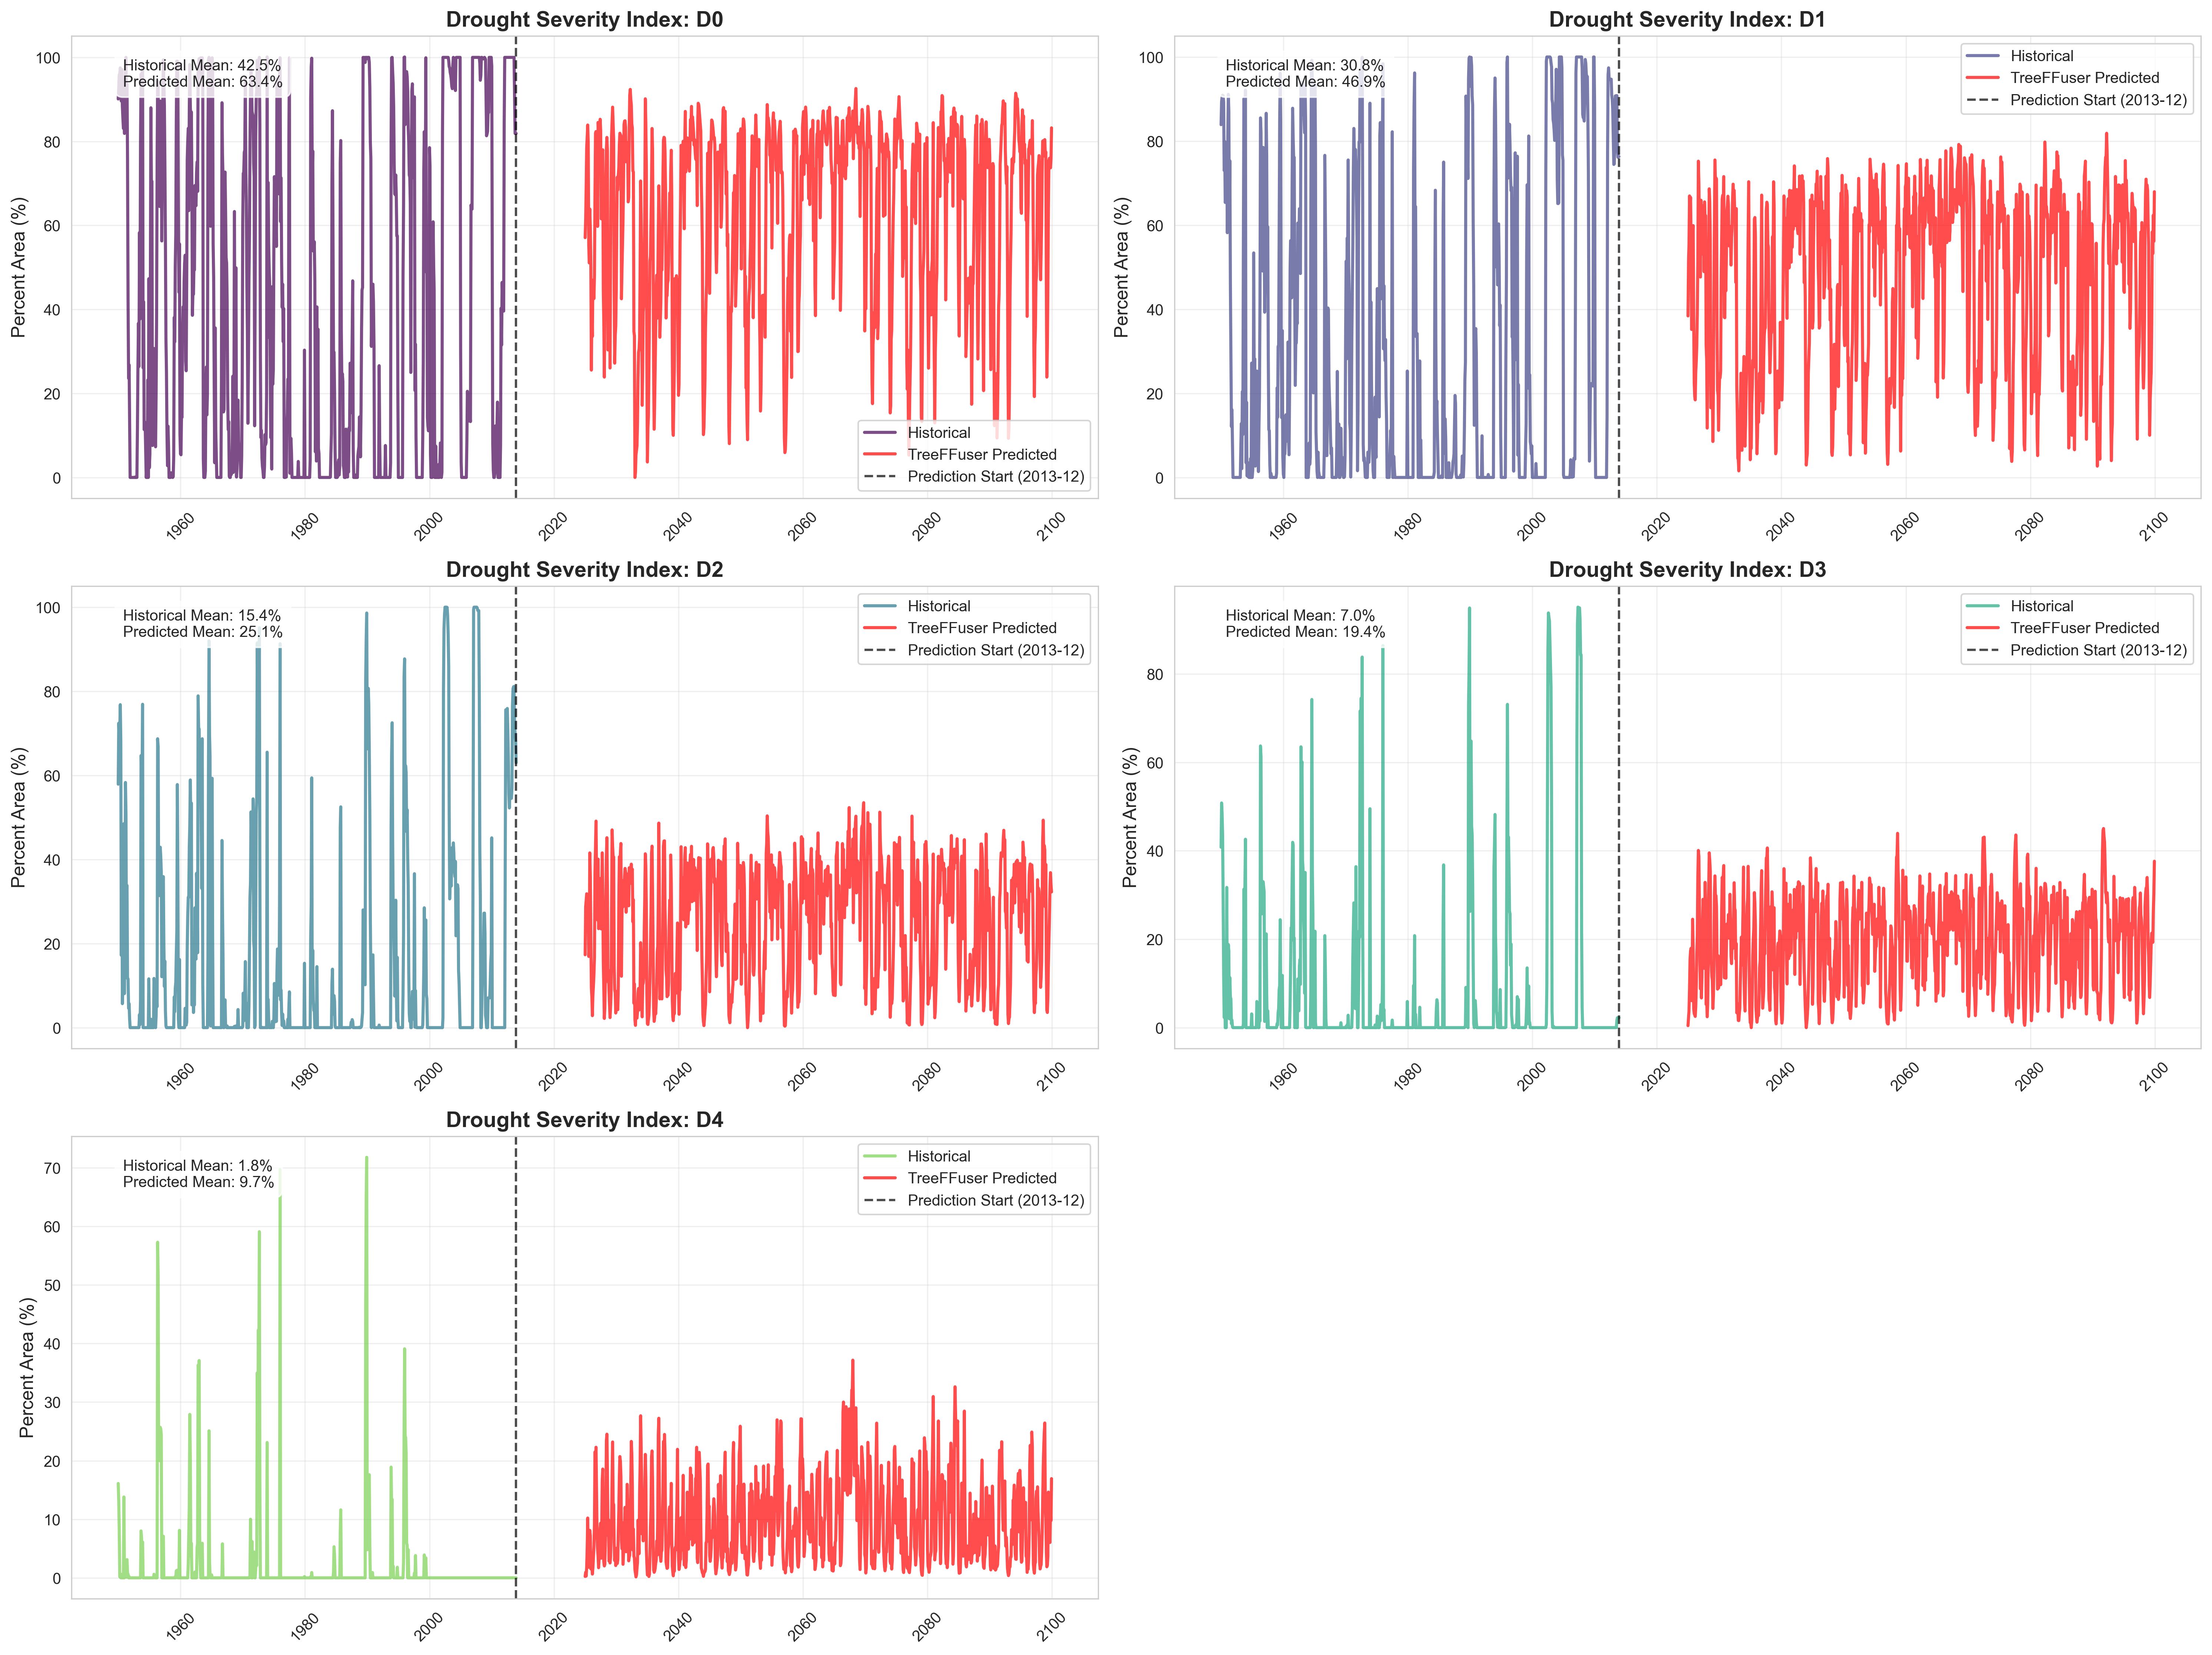 Drought Severity Index: D0
Percent Area (%)
100
80
60
40
20
0
Historical Mean: 42.5%
Predicted Mean: 63.4%
Historical
TreeFFuser Predicted
Prediction Start (2013-12)
1960
1980
2000
2020
2040
2060
2080
2100
Drought Severity Index: D1
Percent Area (%)
100
80
60
40
20
0
Historical Mean: 30.8%
Predicted Mean: 46.9%
Historical
TreeFFuser Predicted
Prediction Start (2013-12)
1960
1980
2000
2020
2040
2060
2080
2100
Drought Severity Index: D2
Percent Area (%)
100
80
60
40
20
0
Historical Mean: 15.4%
Predicted Mean: 25.1%
Historical
TreeFFuser Predicted
Prediction Start (2013-12)
1960
1980
2000
2020
2040
2060
2080
2100
Drought Severity Index: D3
Percent Area (%)
80
60
40
20
0
Historical Mean: 7.0%
Predicted Mean: 19.4%
Historical
TreeFFuser Predicted
Prediction Start (2013-12)
1960
1980
2000
2020
2040
2060
2080
2100
Drought Severity Index: D4
Percent Area (%)
70
60
50
40
30
20
10
0
Historical Mean: 1.8%
Predicted Mean: 9.7%
Historical
TreeFFuser Predicted
Prediction Start (2013-12)
1960
1980
2000
2020
2040
2060
2080
2100